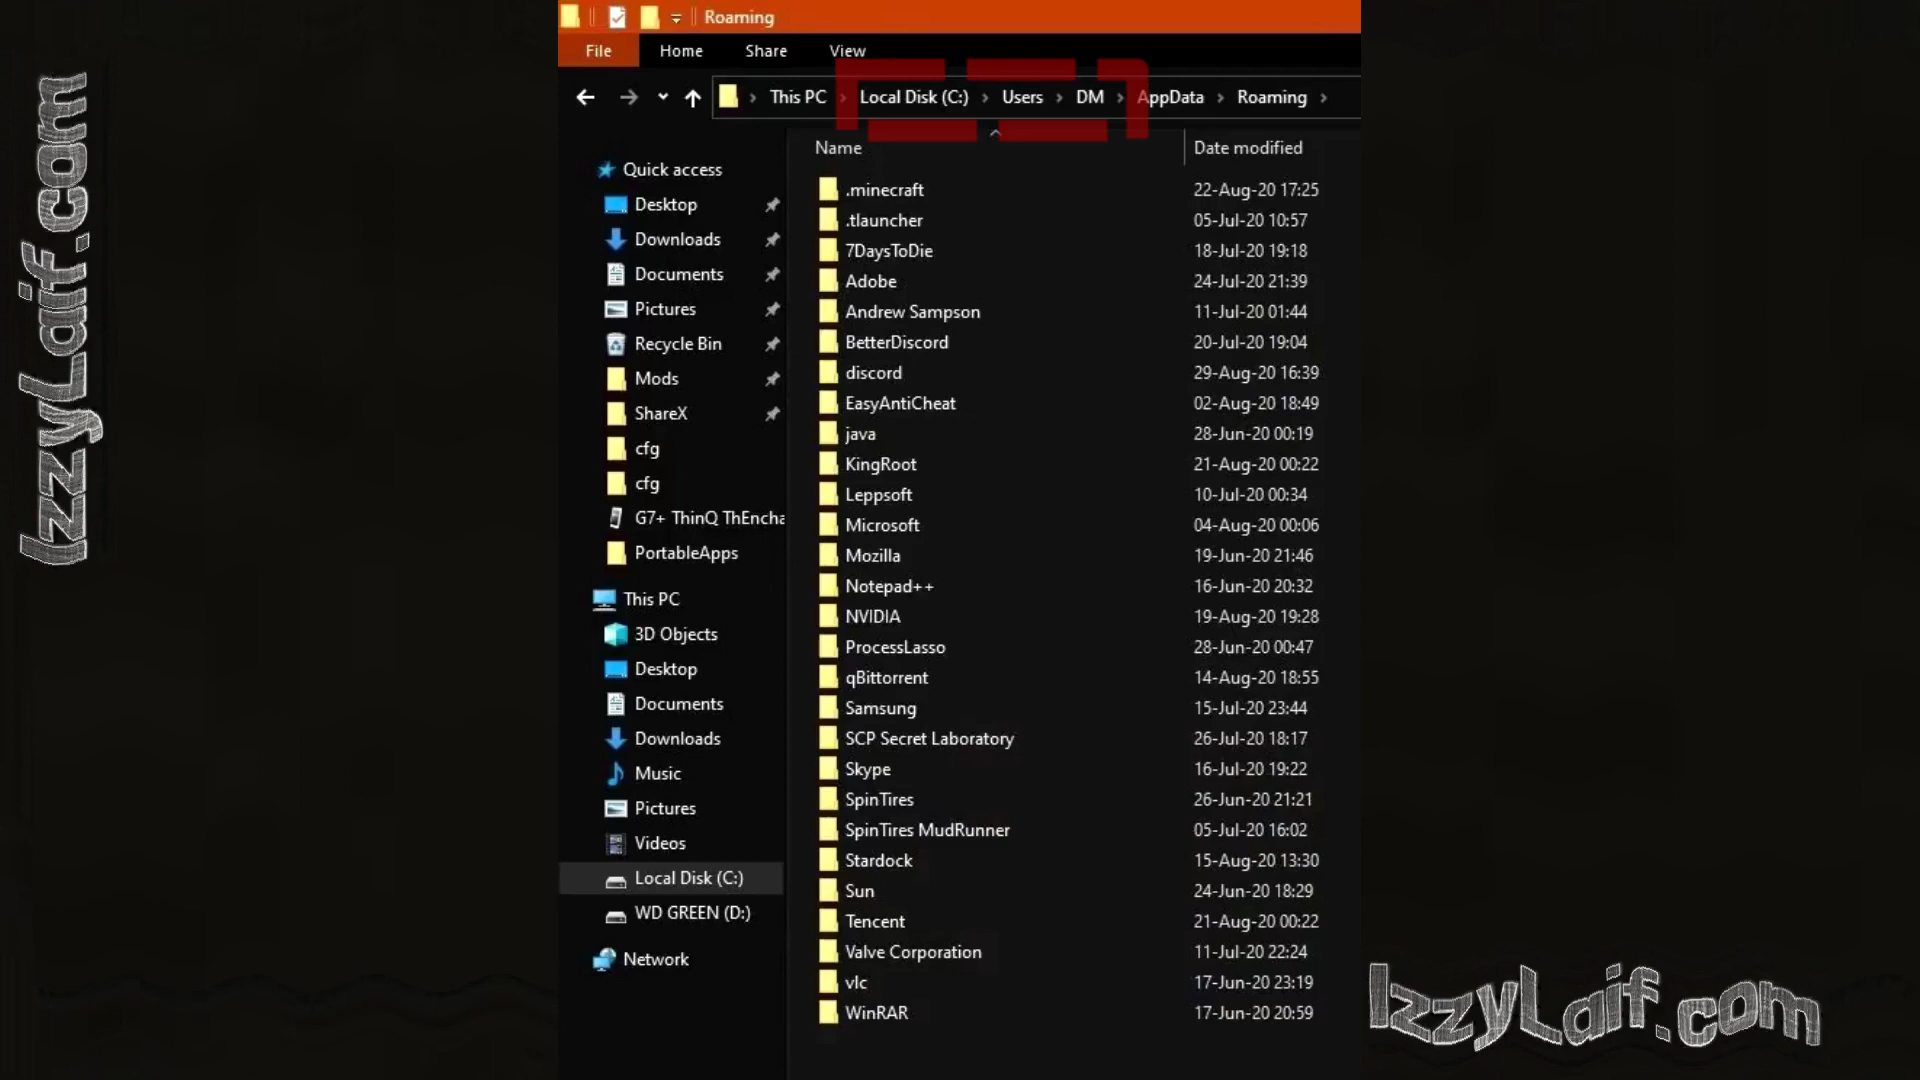 IzzyLaif.com
Roaming
File Home Share View
This PC Local Disk (C:) Users DM AppData Roaming
Name Date modified
Quick access
Desktop
Downloads
Documents
Pictures
Recycle Bin
Mods
ShareX
cfg
cfg
G7+ ThinQ ThEncha
PortableApps
This PC
3D Objects
Desktop
Documents
Downloads
Music
Pictures
Videos
Local Disk (C:)
WD GREEN (D:)
Network
.minecraft 22-Aug-20 17:25
.tlauncher 05-Jul-20 10:57
7DaysToDie 18-Jul-20 19:18
Adobe 24-Jul-20 21:39
Andrew Sampson 11-Jul-20 01:44
BetterDiscord 20-Jul-20 19:04
discord 29-Aug-20 16:39
EasyAntiCheat 02-Aug-20 18:49
java 28-Jun-20 00:19
KingRoot 21-Aug-20 00:22
Leppsoft 10-Jul-20 00:34
Microsoft 04-Aug-20 00:06
Mozilla 19-Jun-20 21:46
Notepad++ 16-Jun-20 20:32
NVIDIA 19-Aug-20 19:28
ProcessLasso 28-Jun-20 00:47
qBittorrent 14-Aug-20 18:55
Samsung 15-Jul-20 23:44
SCP Secret Laboratory 26-Jul-20 18:17
Skype 16-Jul-20 19:22
SpinTires 26-Jun-20 21:21
SpinTires MudRunner 05-Jul-20 16:02
Stardock 15-Aug-20 13:30
Sun 24-Jun-20 18:29
Tencent 21-Aug-20 00:22
Valve Corporation 11-Jul-20 22:24
vlc 17-Jun-20 23:19
WinRAR 17-Jun-20 20:59
IzzyLaif.com